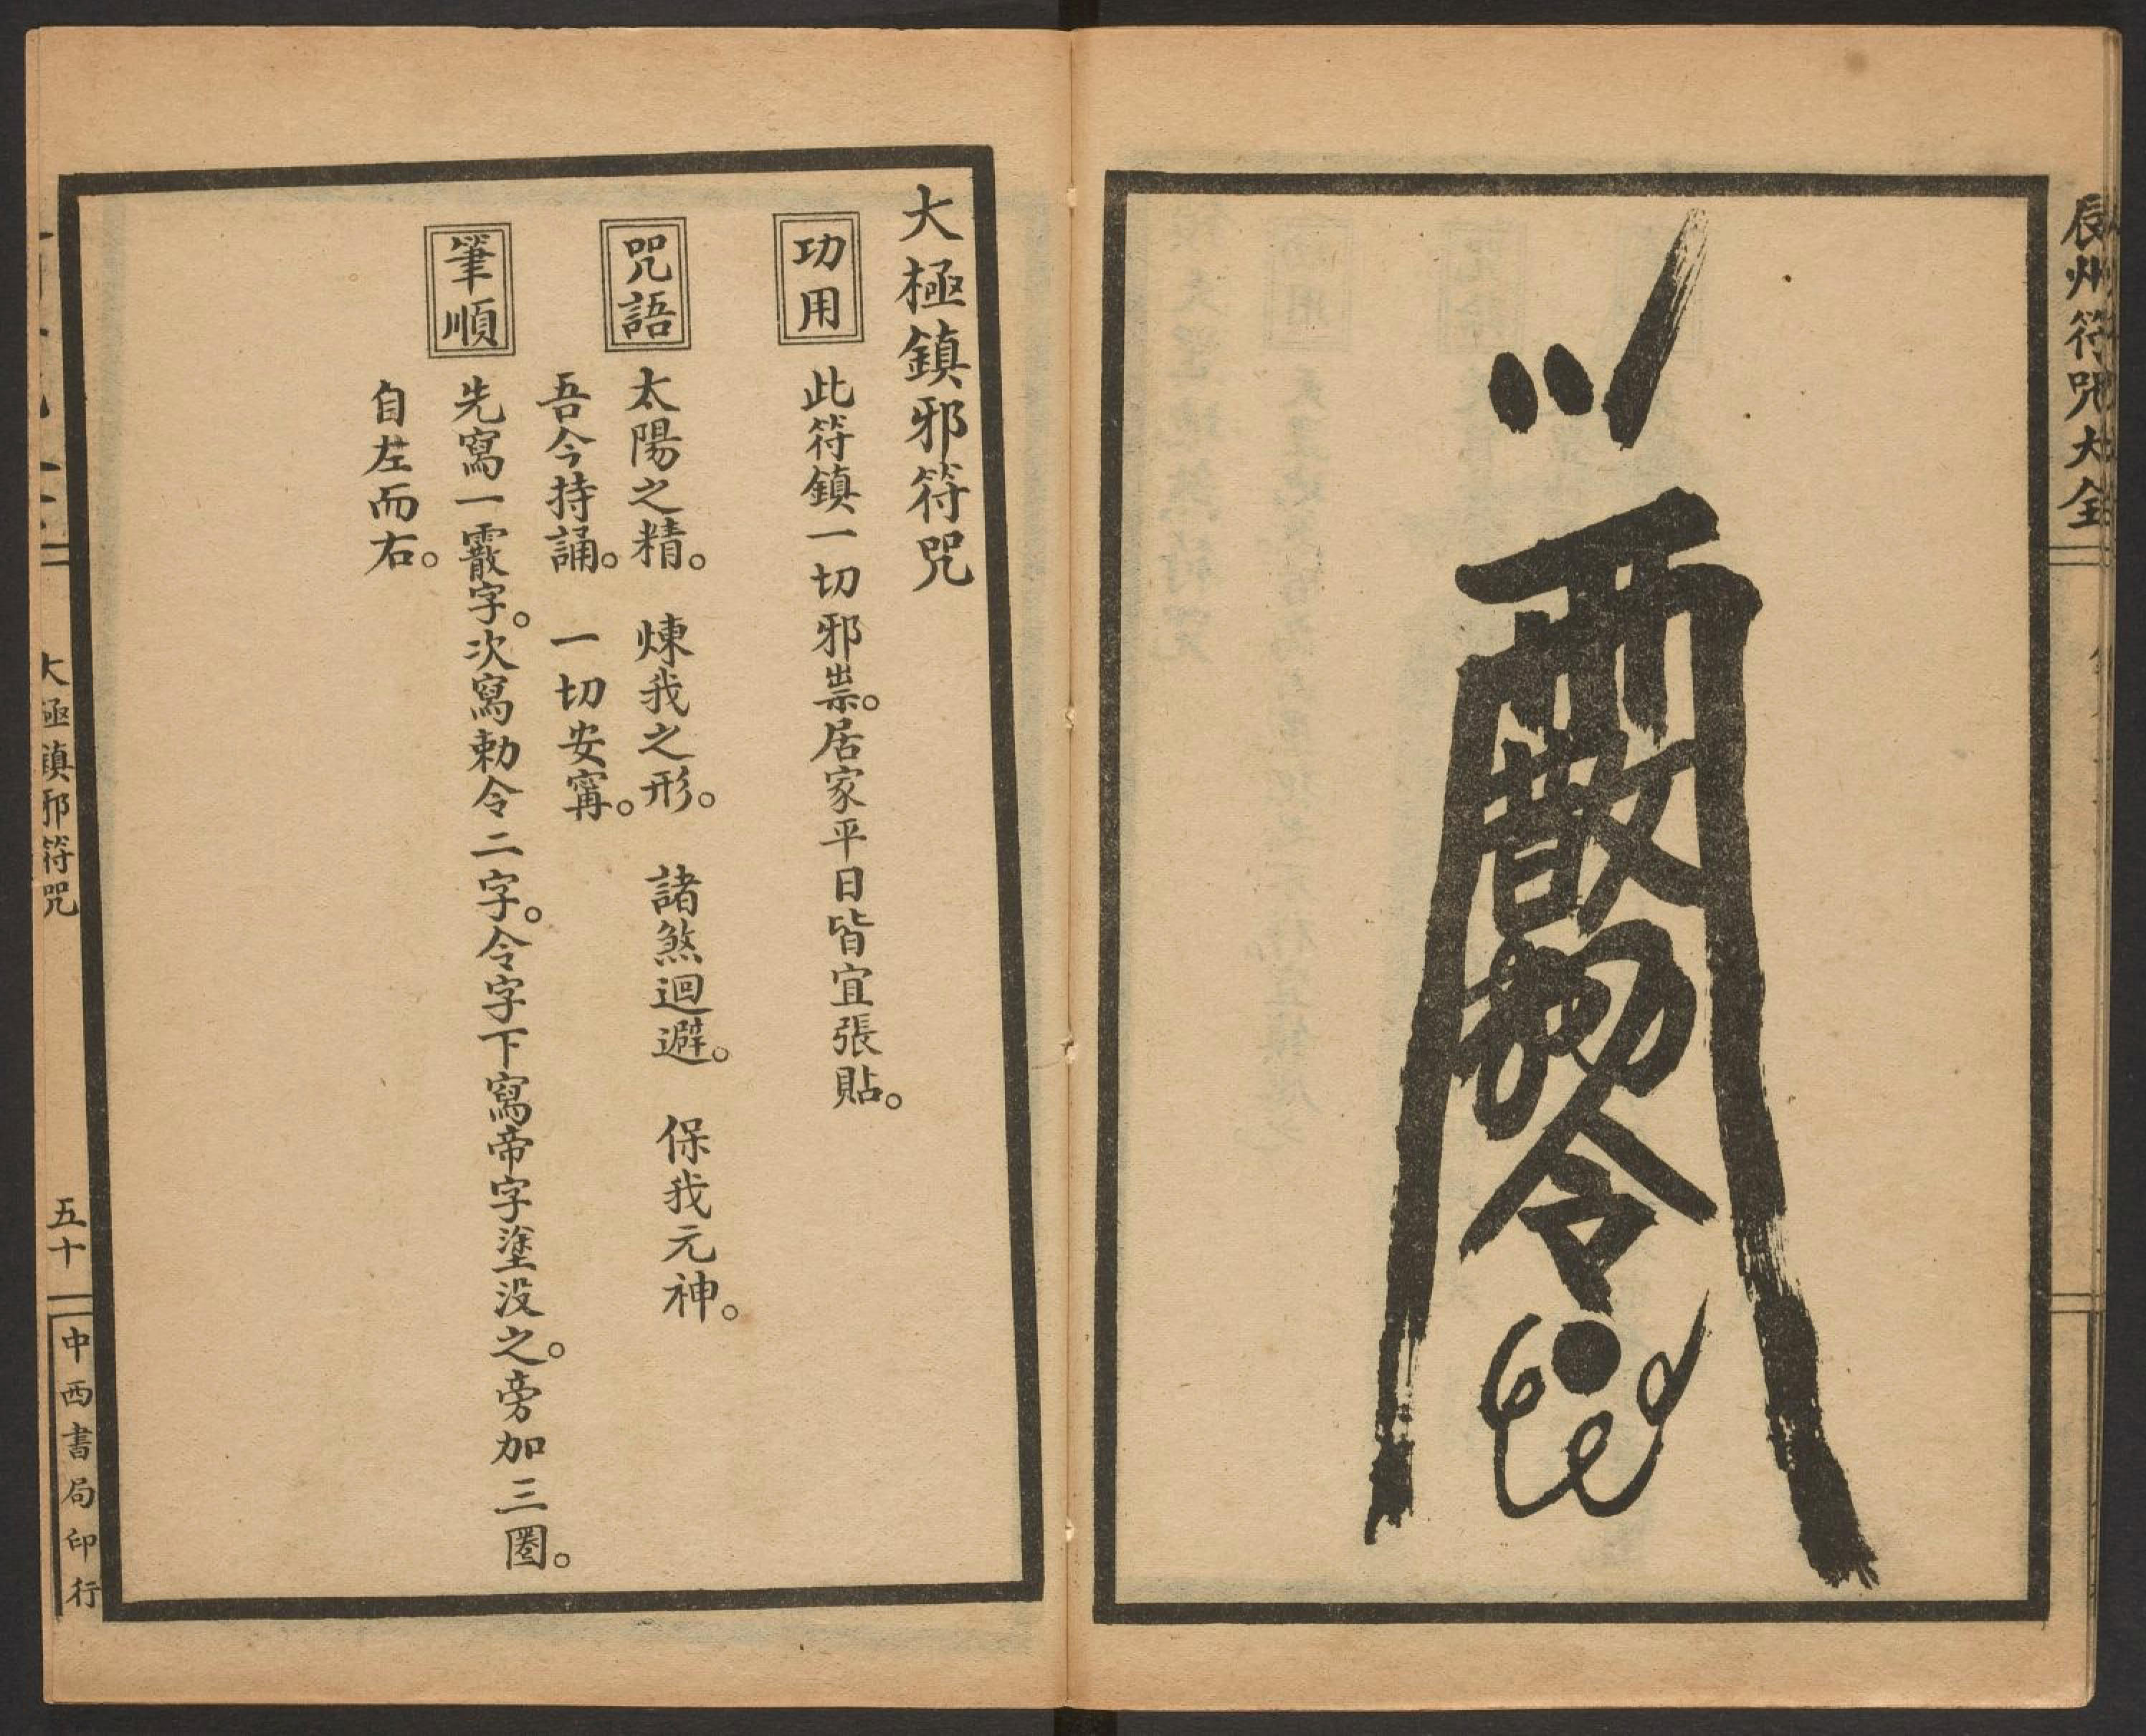 辰州符咒大全
雨散勅令
大極鎮邪符咒
功用
此符鎮一切邪祟。居家平日皆宜張貼。
咒語
太陽之精。 煉我之形。 諸煞迴避。 保我元神。
吾今持誦。 一切安甯。
筆順
先寫一霰字。次寫勅令二字。令字下寫帝字塗沒之。旁加三圈。
自左而右。
大極鎮邪符咒
五十一
中西書局印行